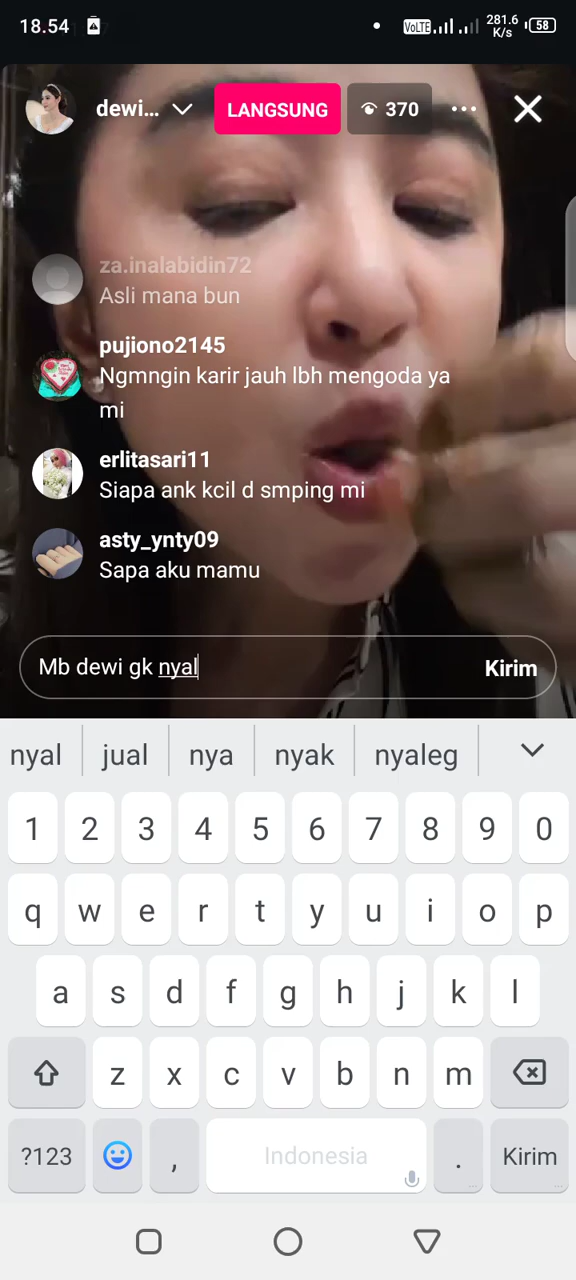 18.54
VoLTE
281.6
K/s
58
dewi...
LANGSUNG
370
za.inalabidin72
Asli mana bun
pujiono2145
Ngmngin karir jauh lbh mengoda ya
mi
erlitasari11
Siapa ank kcil d smping mi
asty_ynty09
Sapa aku mamu
Mb dewi gk nyal
Kirim
nyal jual nya nyak nyaleg
1 2 3 4 5 6 7 8 9 0
q w e r t y u i o p
a s d f g h j k l
z x c v b n m
?123 , Indonesia . Kirim